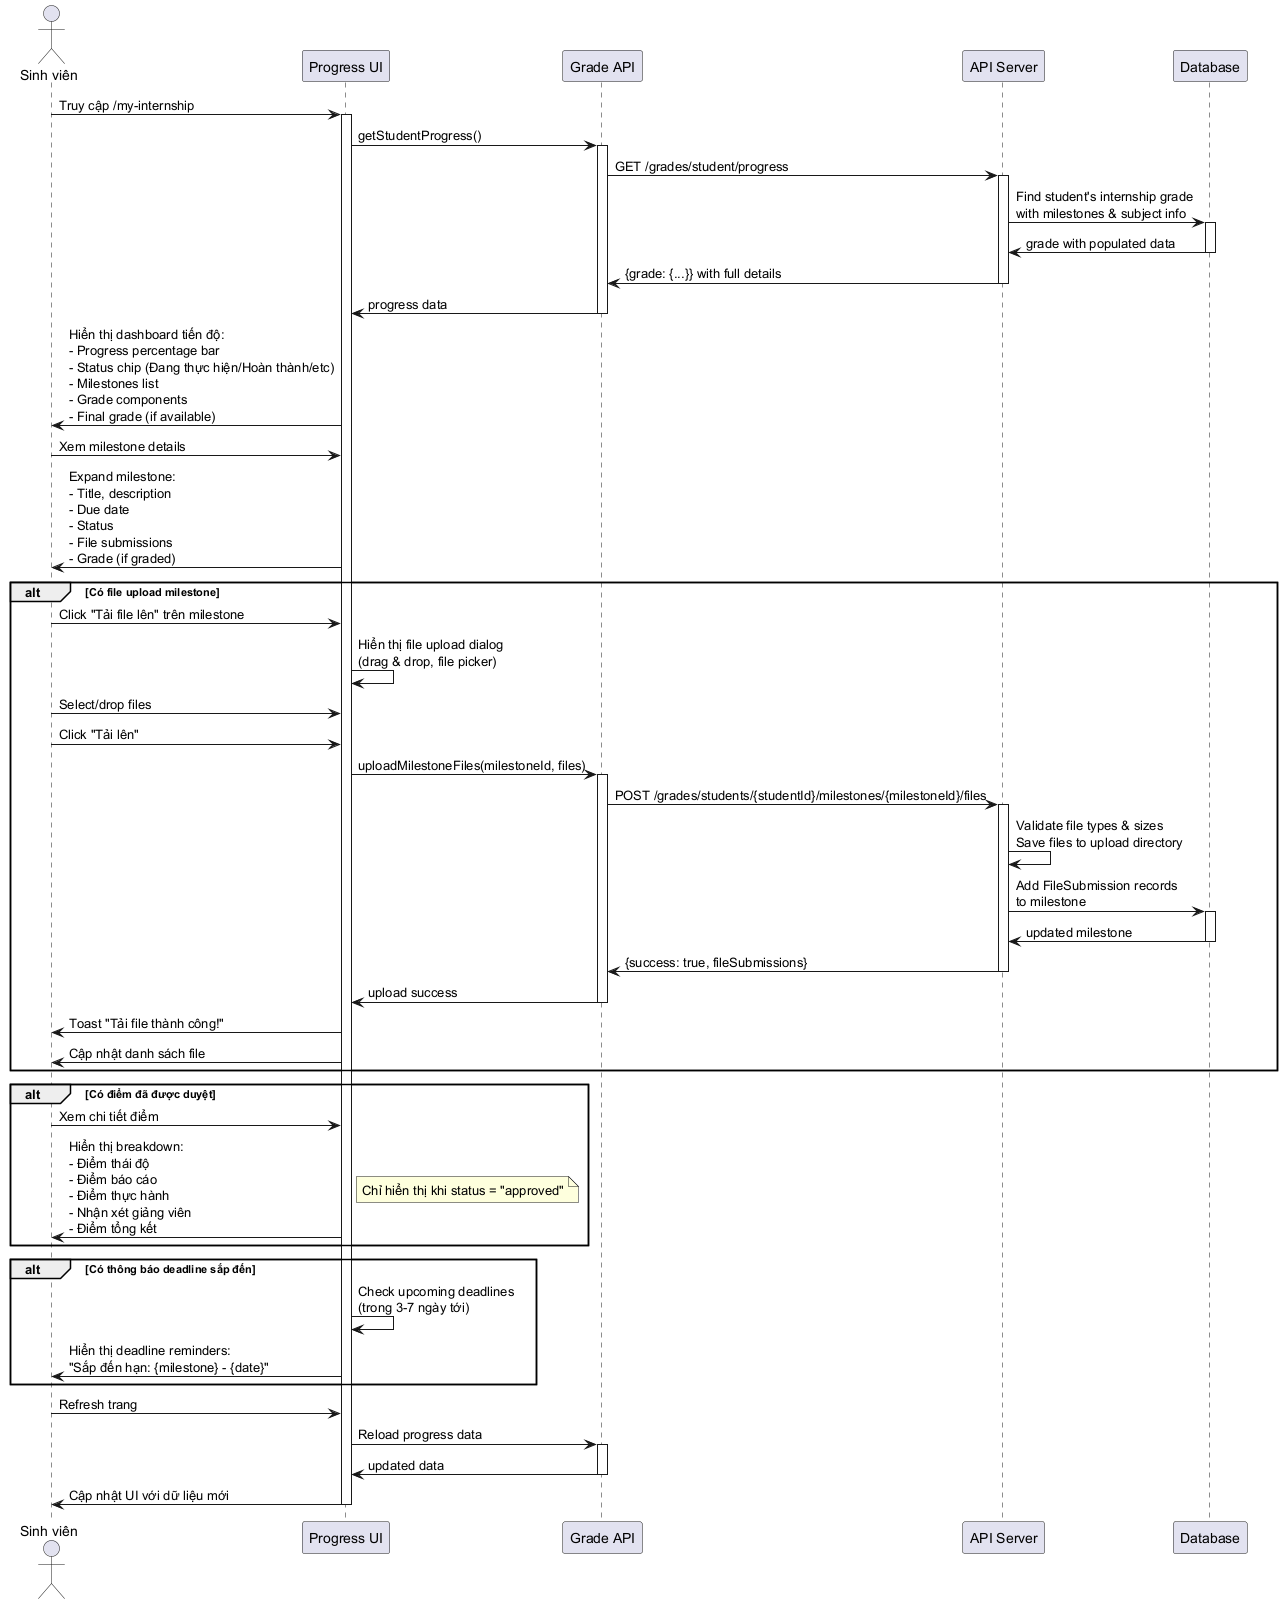 Sinh viên
Progress UI
Grade API
API Server
Database
Truy cập /my-internship
getStudentProgress()
GET /grades/student/progress
Find student's internship grade
with milestones & subject info
grade with populated data
{grade: {...}} with full details
progress data
Hiển thị dashboard tiến độ:
- Progress percentage bar
- Status chip (Đang thực hiện/Hoàn thành/etc)
- Milestones list
- Grade components
- Final grade (if available)
Xem milestone details
Expand milestone:
- Title, description
- Due date
- Status
- File submissions
- Grade (if graded)
alt
[Có file upload milestone]
Click "Tải file lên" trên milestone
Hiển thị file upload dialog
(drag & drop, file picker)
Select/drop files
Click "Tải lên"
uploadMilestoneFiles(milestoneId, files)
POST /grades/students/{studentId}/milestones/{milestoneId}/files
Validate file types & sizes
Save files to upload directory
Add FileSubmission records
to milestone
updated milestone
{success: true, fileSubmissions}
upload success
Toast "Tải file thành công!"
Cập nhật danh sách file
alt
[Có điểm đã được duyệt]
Xem chi tiết điểm
Hiển thị breakdown:
- Điểm thái độ
- Điểm báo cáo
- Điểm thực hành
- Nhận xét giảng viên
- Điểm tổng kết
Chỉ hiển thị khi status = "approved"
alt
[Có thông báo deadline sắp đến]
Check upcoming deadlines
(trong 3-7 ngày tới)
Hiển thị deadline reminders:
"Sắp đến hạn: {milestone} - {date}"
Refresh trang
Reload progress data
updated data
Cập nhật UI với dữ liệu mới
Sinh viên
Progress UI
Grade API
API Server
Database